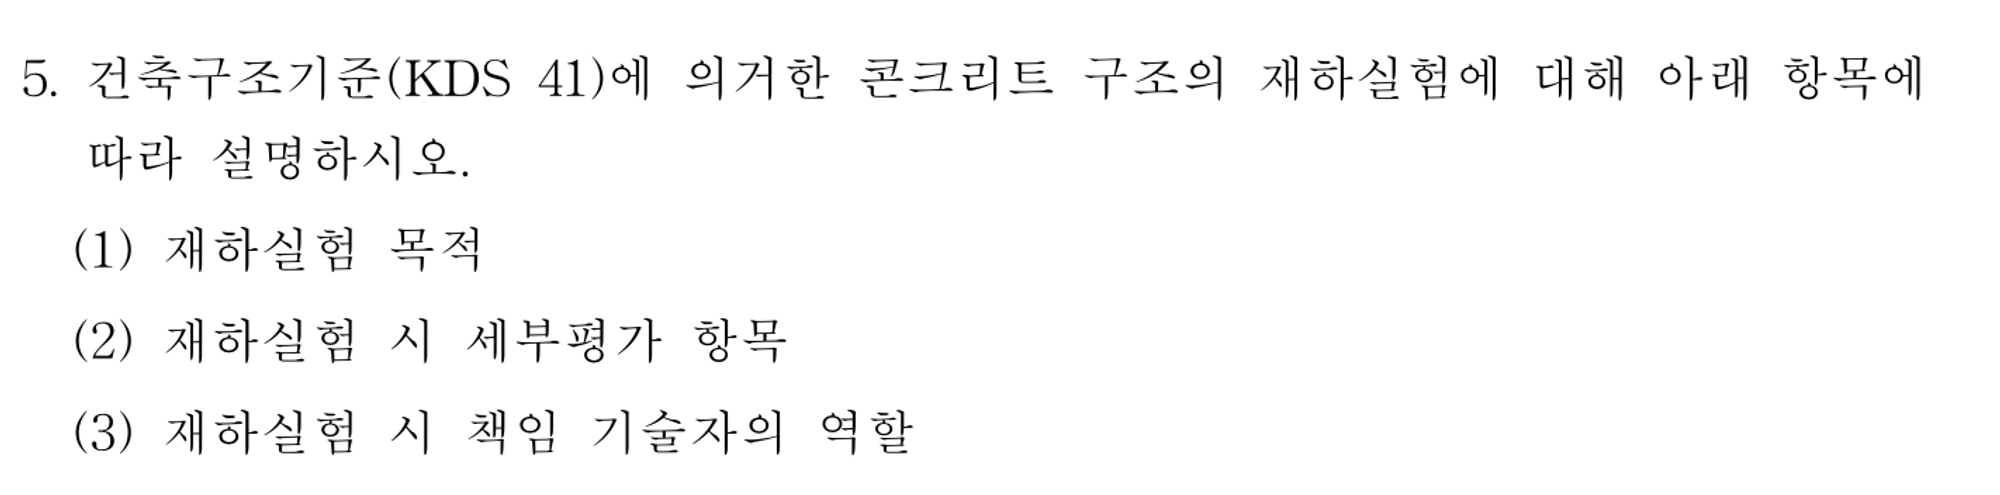 5. 건축구조기준(KDS 41)에 의거한 콘크리트 구조의 재하실험에 대해 아래 항목에
따라 설명하시오.
(1) 재하실험 목적
(2) 재하실험 시 세부평가 항목
(3) 재하실험 시 책임 기술자의 역할